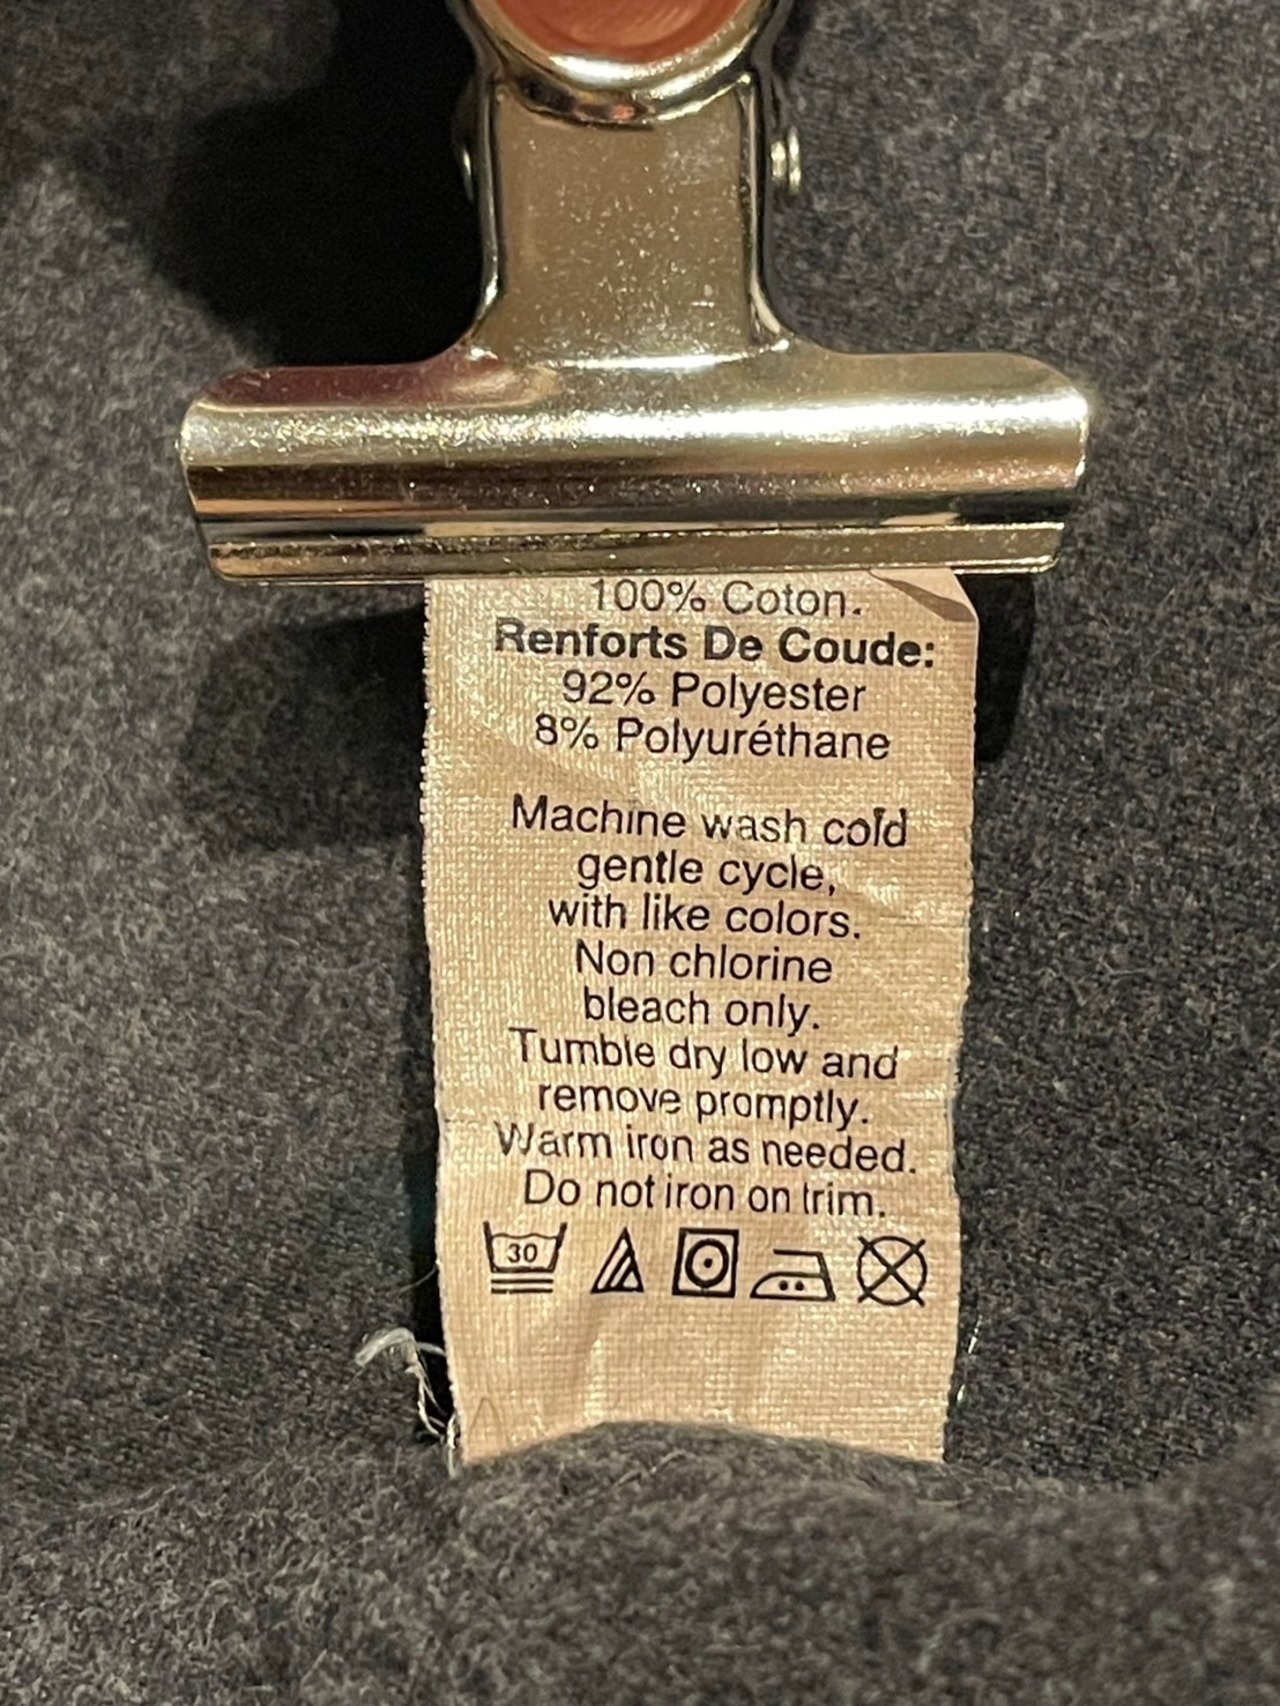 100% Coton.
Renforts De Coude:
92% Polyester
8% Polyuréthane
Machine wash cold
gentle cycle,
with like colors.
Non chlorine
bleach only.
Tumble dry low and
remove promptly.
Warm iron as needed.
Do not iron on trim.
30